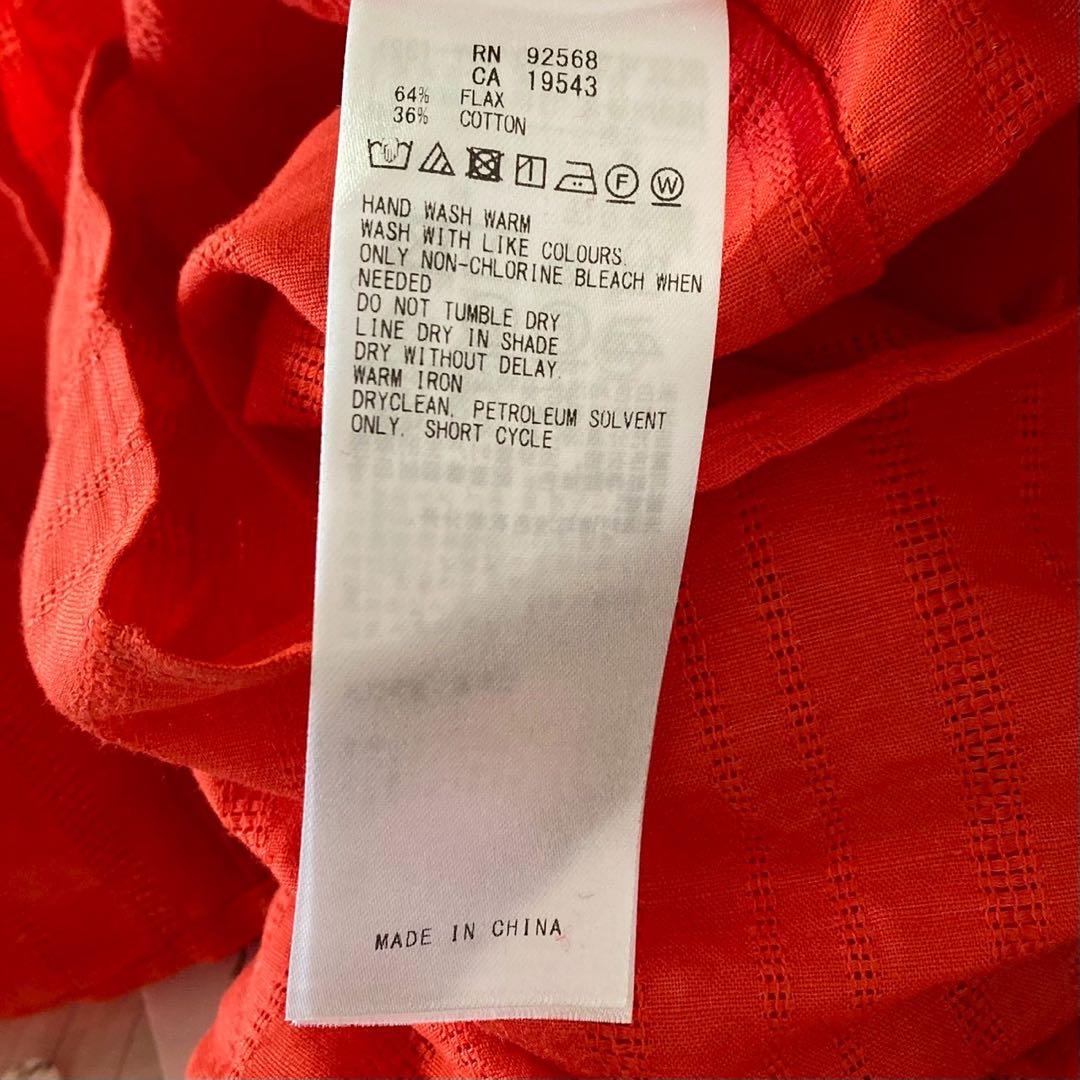 RN 92568
CA 19543
64% FLAX
36% COTTON
F W
HAND WASH WARM
WASH WITH LIKE COLOURS.
ONLY NON-CHLORINE BLEACH WHEN
NEEDED
DO NOT TUMBLE DRY
LINE DRY IN SHADE
DRY WITHOUT DELAY.
WARM IRON
DRYCLEAN, PETROLEUM SOLVENT
ONLY. SHORT CYCLE
MADE IN CHINA